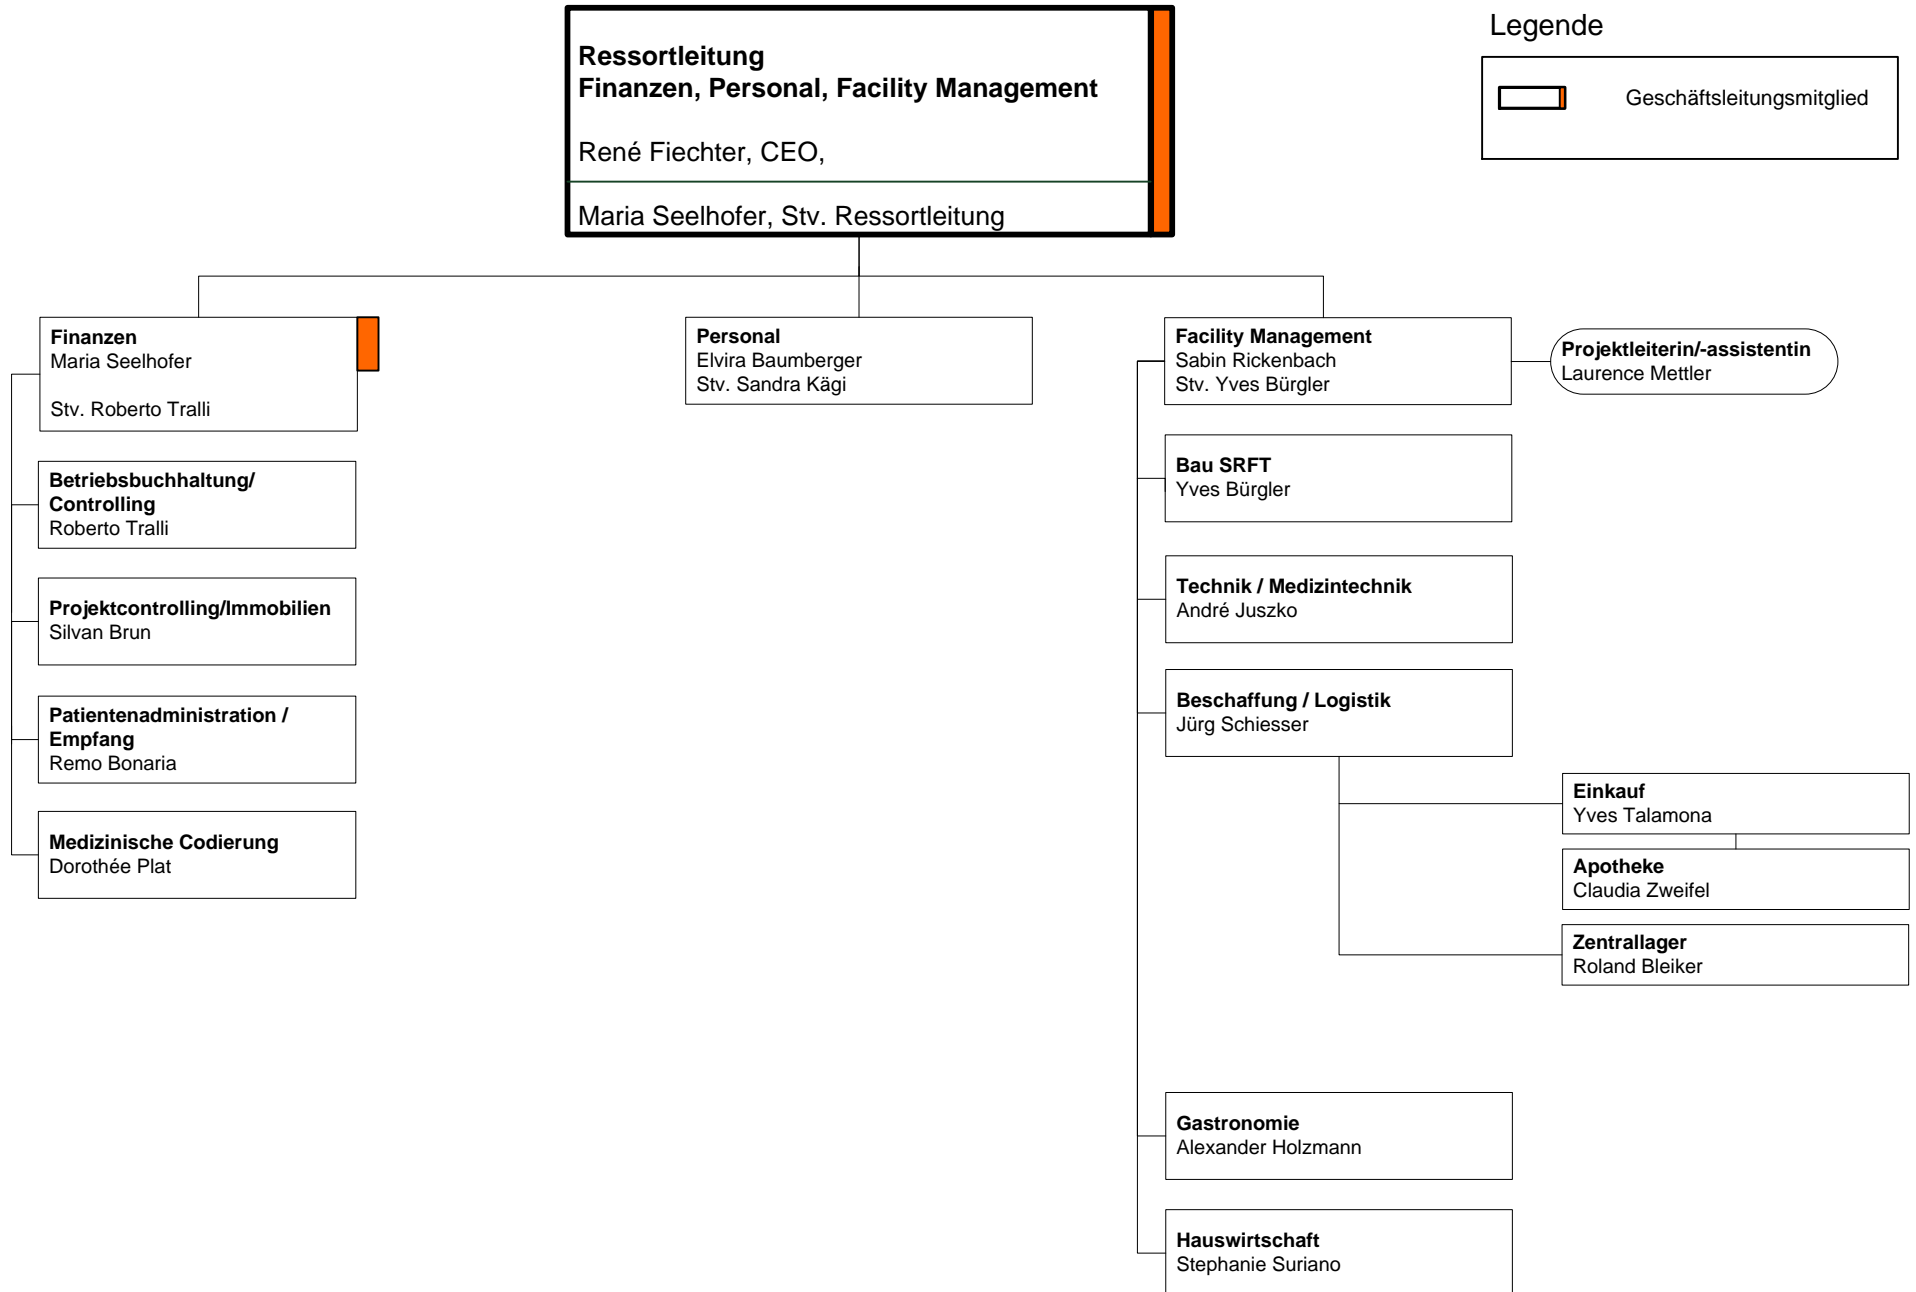 Legende
Geschäftsleitungsmitglied
Ressortleitung
Finanzen, Personal, Facility Management
René Fiechter, CEO,
Maria Seelhofer, Stv. Ressortleitung
Finanzen
Maria Seelhofer
Stv. Roberto Tralli
Betriebsbuchhaltung/
Controlling
Roberto Tralli
Projektcontrolling/Immobilien
Silvan Brun
Patientenadministration /
Empfang
Remo Bonaria
Medizinische Codierung
Dorothée Plat
Personal
Elvira Baumberger
Stv. Sandra Kägi
Facility Management
Sabin Rickenbach
Stv. Yves Bürgler
Projektleiterin/-assistentin
Laurence Mettler
Bau SRFT
Yves Bürgler
Technik / Medizintechnik
André Juszko
Beschaffung / Logistik
Jürg Schiesser
Einkauf
Yves Talamona
Apotheke
Claudia Zweifel
Zentrallager
Roland Bleiker
Gastronomie
Alexander Holzmann
Hauswirtschaft
Stephanie Suriano